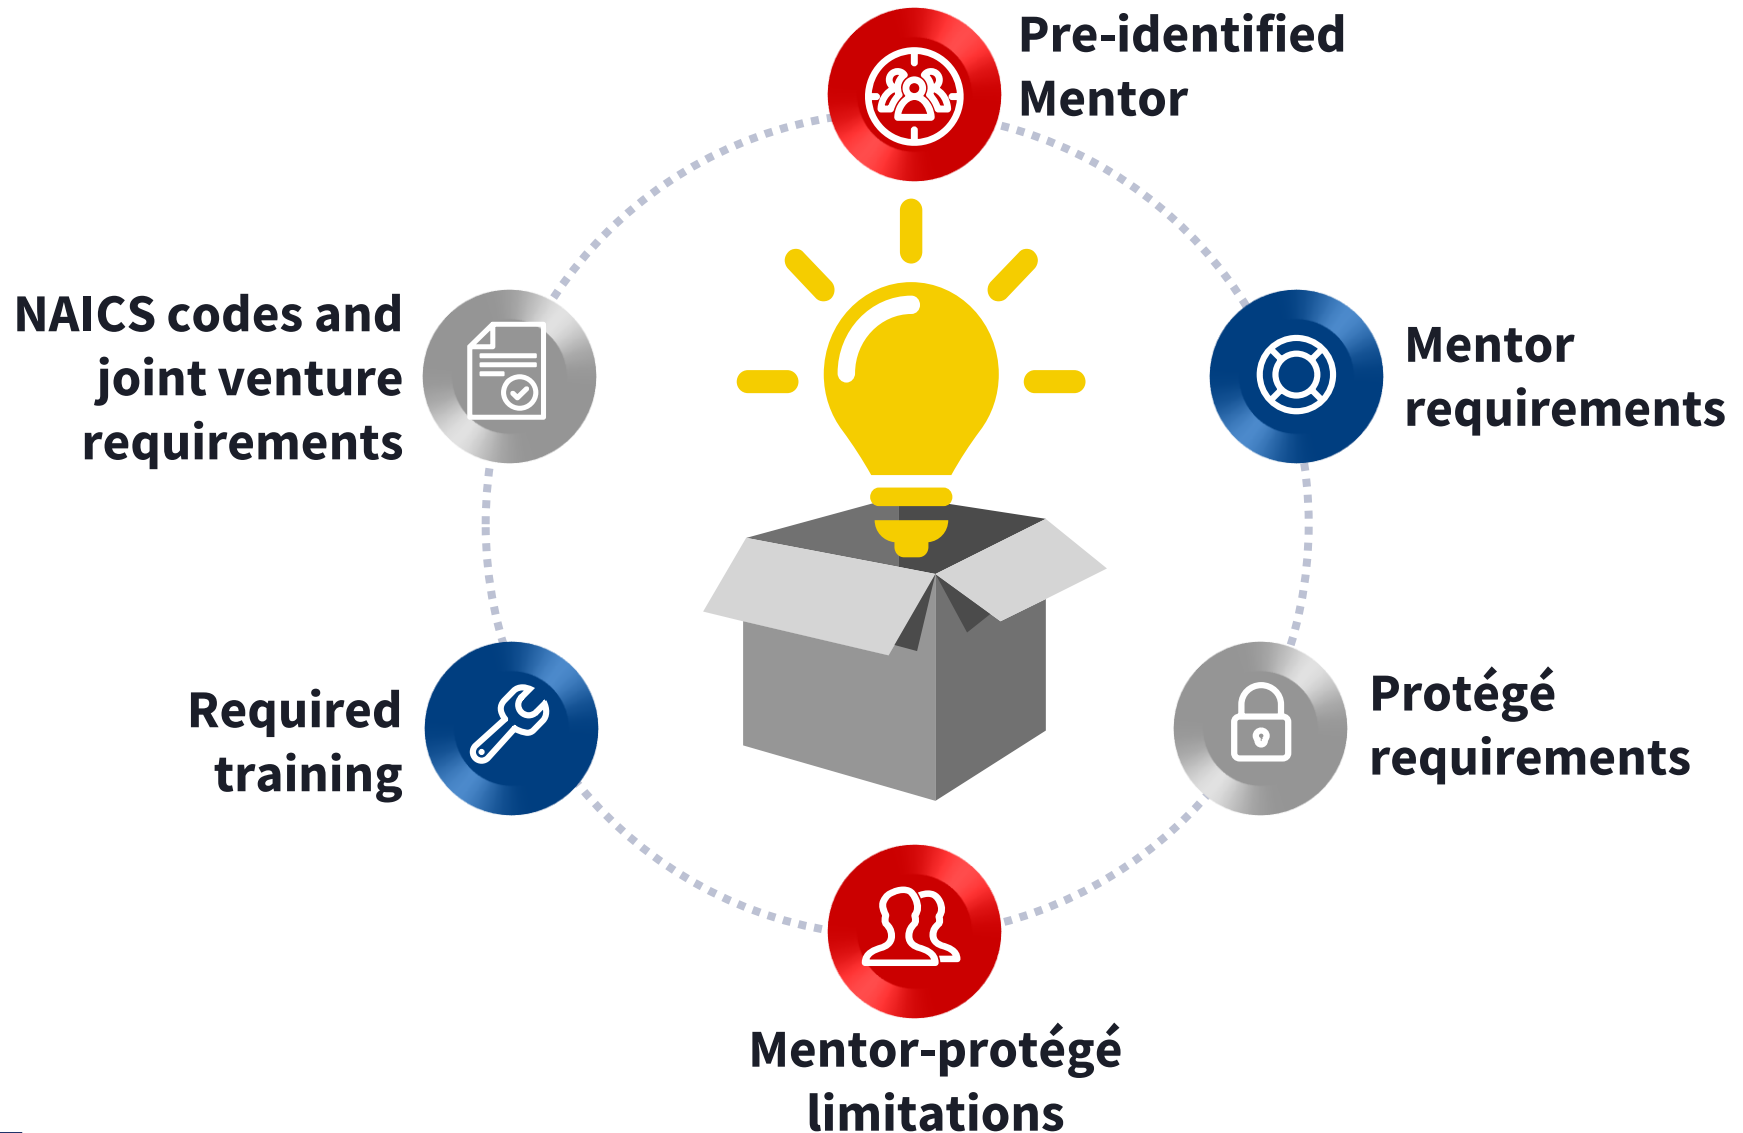 Pre-identified
Mentor
Mentor
requirements
Protégé
requirements
Mentor-protégé
limitations
Required
training
NAICS codes and
joint venture
requirements